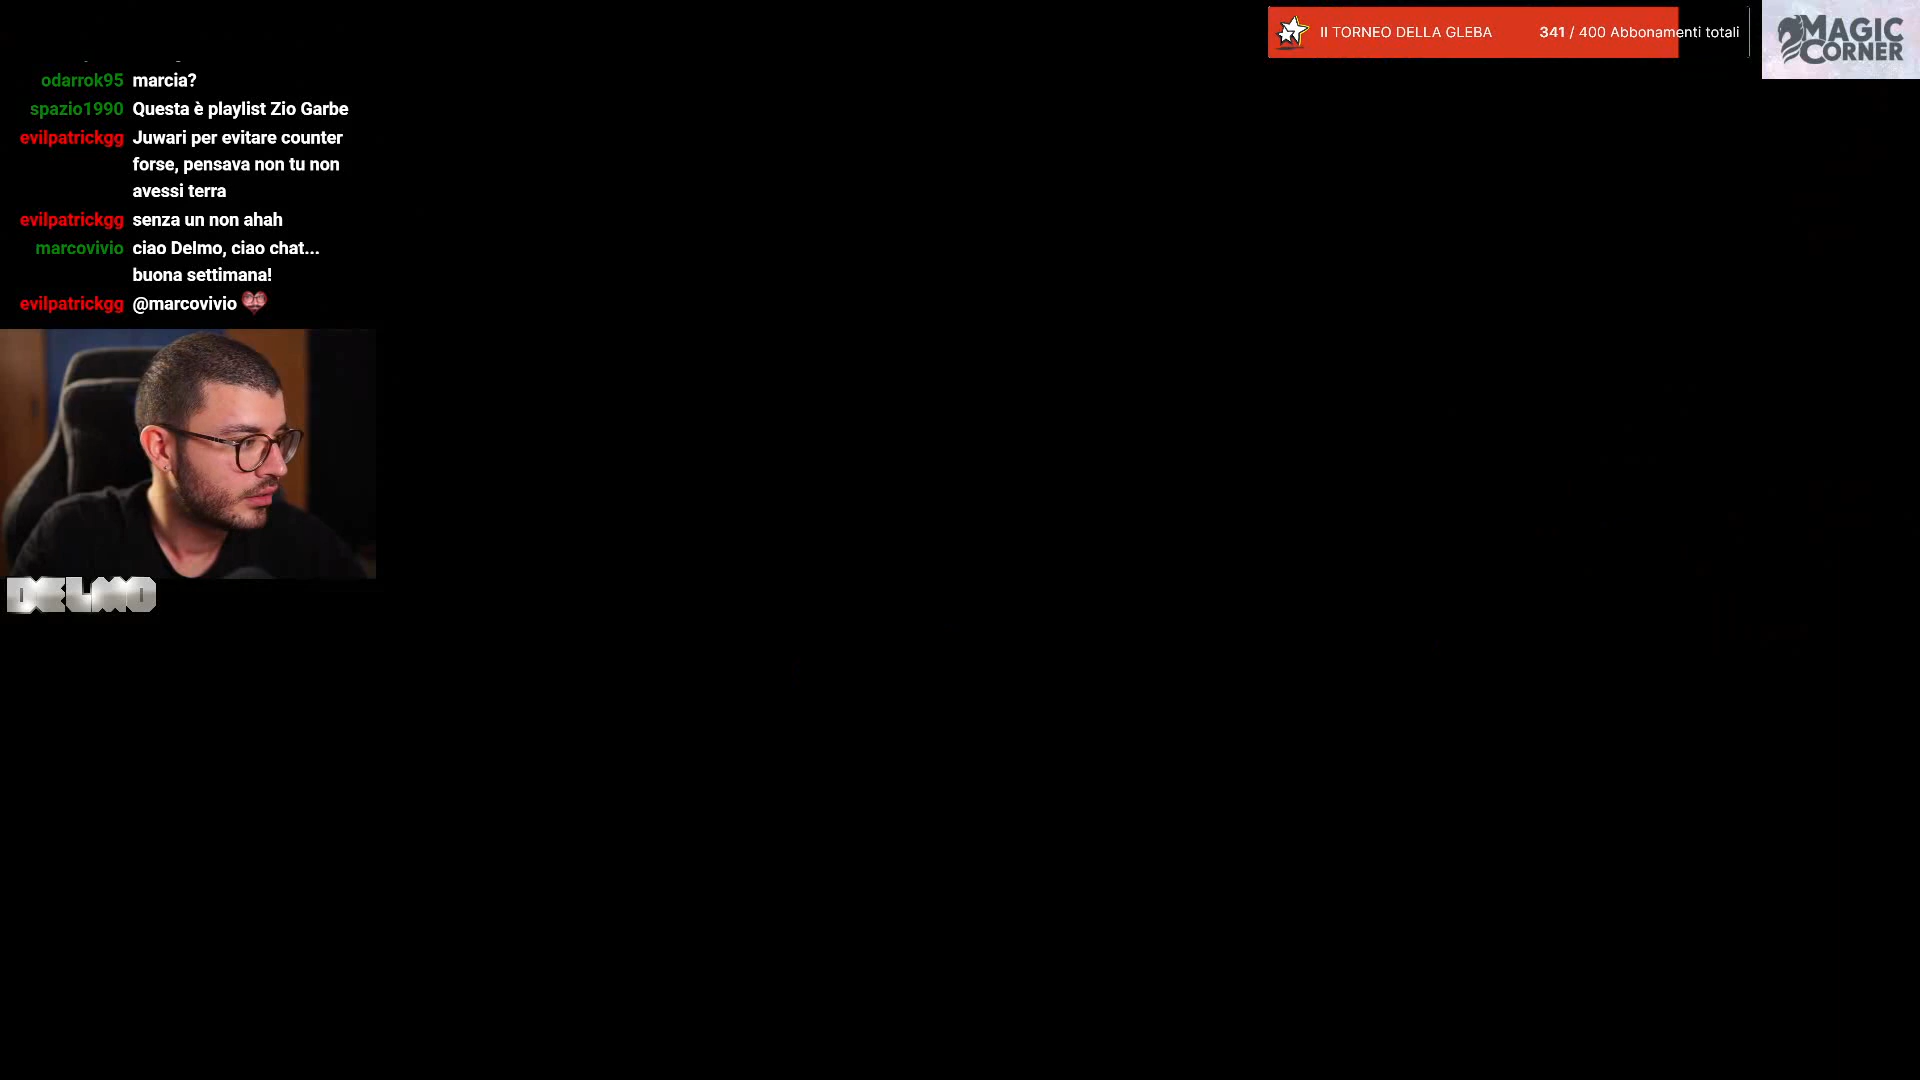 II TORNEO DELLA GLEBA 341 / 400 Abbonamenti totali
MAGIC
CORNER
odarrok95 marcia?
spazio1990 Questa è playlist Zio Garbe
evilpatrickgg Juwari per evitare counter
forse, pensava non tu non
avessi terra
evilpatrickgg senza un non ahah
marcovivio ciao Delmo, ciao chat...
buona settimana!
evilpatrickgg @marcovivio
DELMO